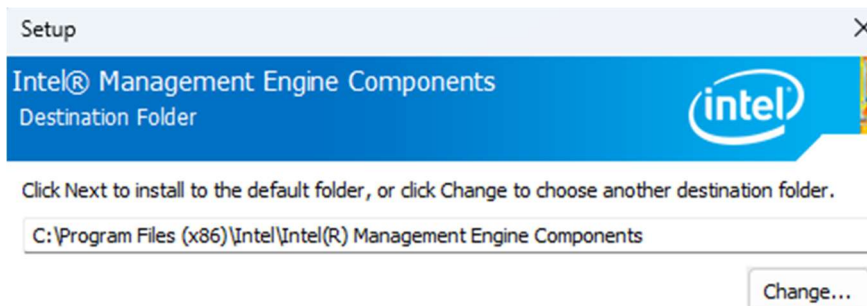 Setup
Intel® Management Engine Components
Destination Folder
intel
Click Next to install to the default folder, or click Change to choose another destination folder.
C:\Program Files (x86)\Intel\Intel(R) Management Engine Components
Change...